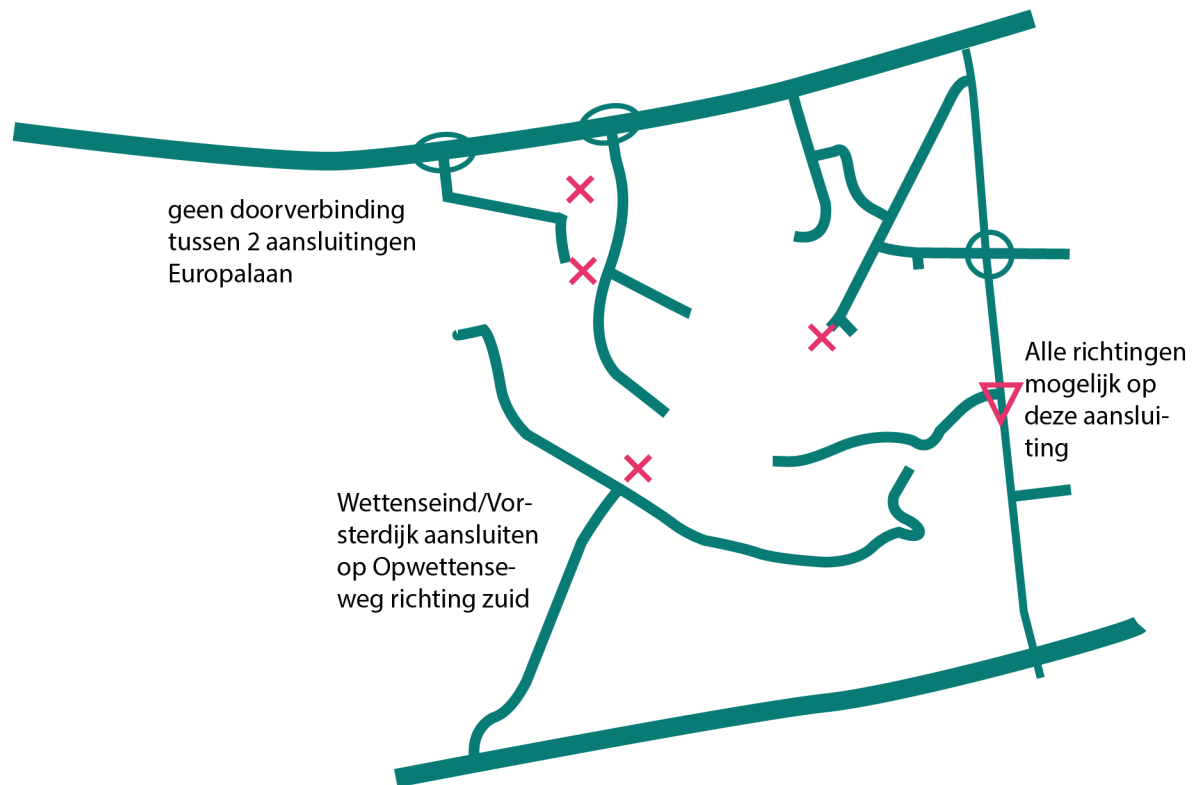 geen doorverbinding
tussen 2 aansluitingen
Europalaan
Alle richtingen
mogelijk op
deze aanslui-
ting
Wettenseind/Vor-
sterdijk aansluiten
op Opwettense-
weg richting zuid